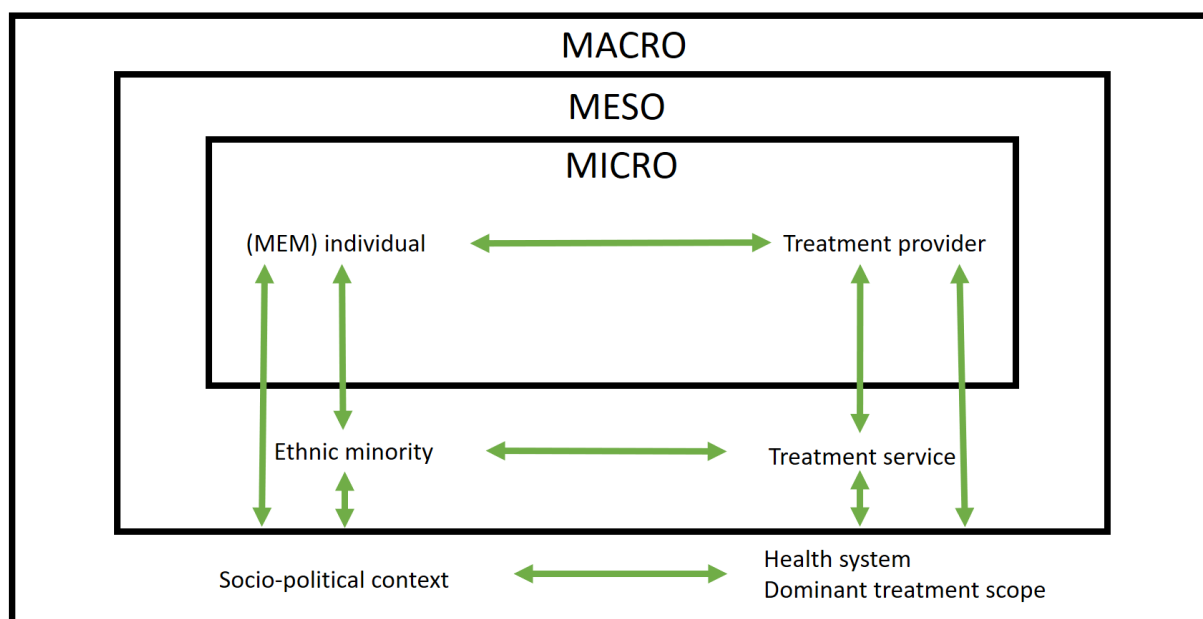 MACRO
MESO
MICRO
(MEM) individual
Treatment provider
Ethnic minority
Treatment service
Socio-political context
Health system
Dominant treatment scope